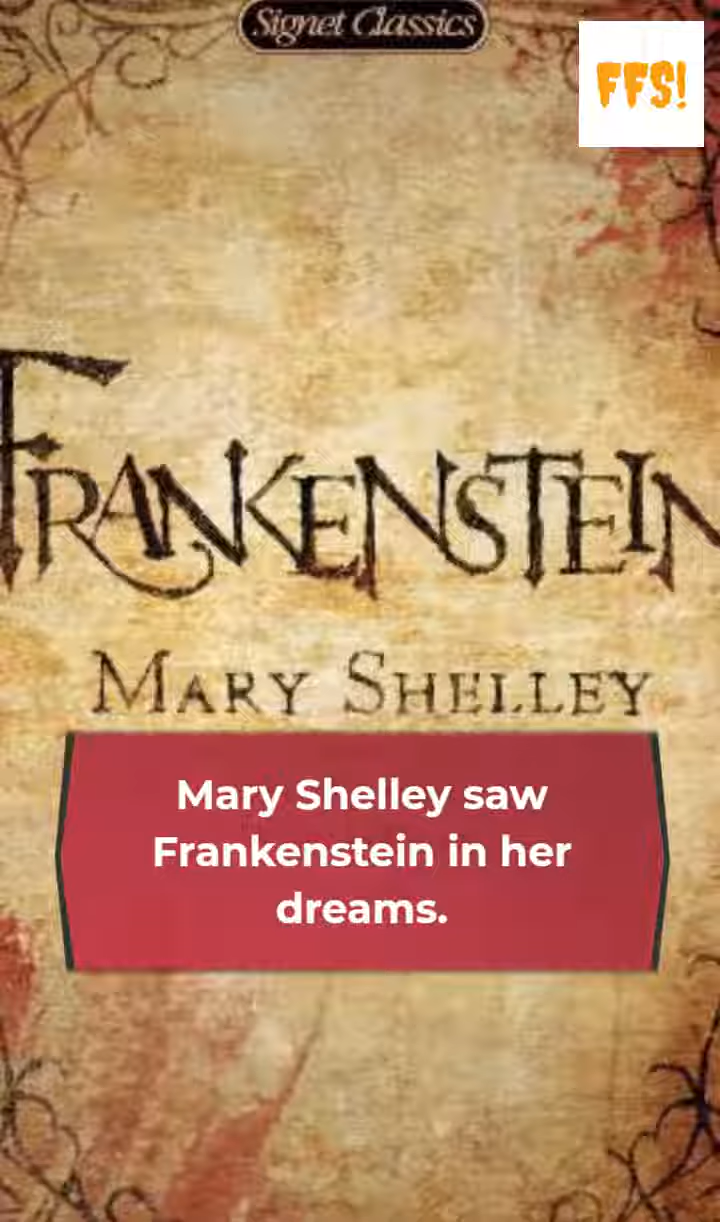 Signet Classics
FFS!
FRANKENSTEIN
MARY SHELLEY
Mary Shelley saw
Frankenstein in her
dreams.